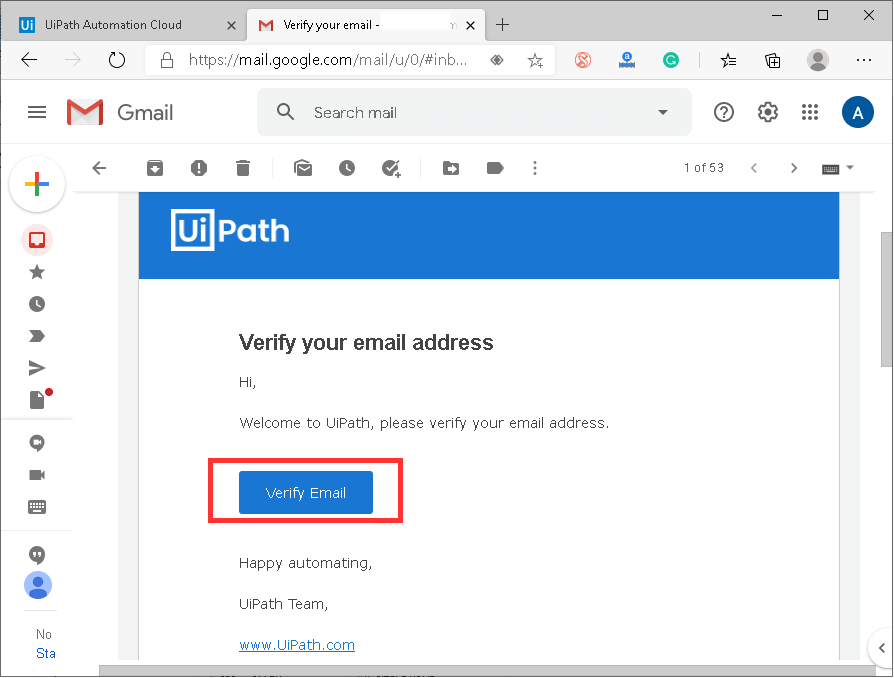 Ui UiPath Automation Cloud
Verify your email -
https://mail.google.com/mail/u/0/#inb...
Gmail
Search mail
A
1 of 53
UiPath
Verify your email address
Hi,
Welcome to UiPath, please verify your email address.
Verify Email
Happy automating,
UiPath Team,
www.UiPath.com
No
Sta